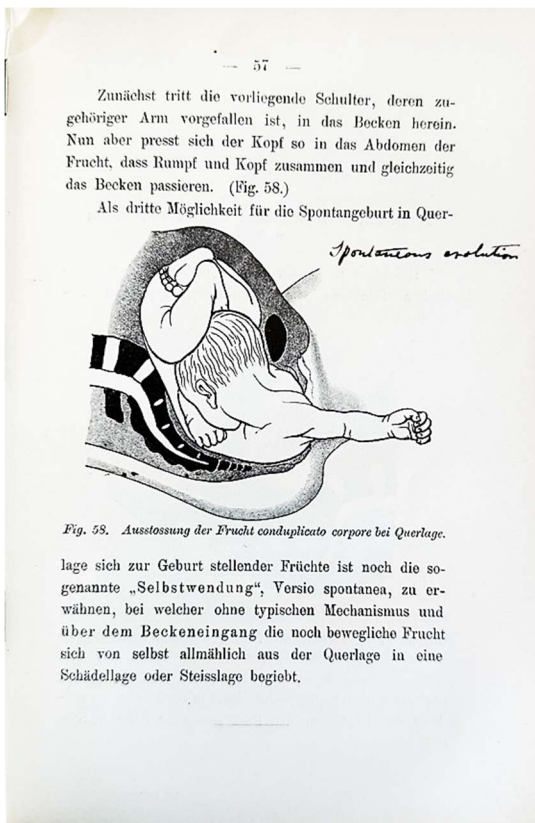 — 57 —
Zunächst tritt die vorliegende Schulter, deren zu-
gehöriger Arm vorgefallen ist, in das Becken herein.
Nun aber presst sich der Kopf so in das Abdomen der
Frucht, dass Rumpf und Kopf zusammen und gleichzeitig
das Becken passieren. (Fig. 58.)
Als dritte Möglichkeit für die Spontangeburt in Quer-
Spontaneous evolution
Fig. 58. Ausstossung der Frucht conduplicato corpore bei Querlage.
lage sich zur Geburt stellender Früchte ist noch die so-
genannte „Selbstwendung“, Versio spontanea, zu er-
wähnen, bei welcher ohne typischen Mechanismus und
über dem Beckeneingang die noch bewegliche Frucht
sich von selbst allmählich aus der Querlage in eine
Schädellage oder Steisslage begiebt.